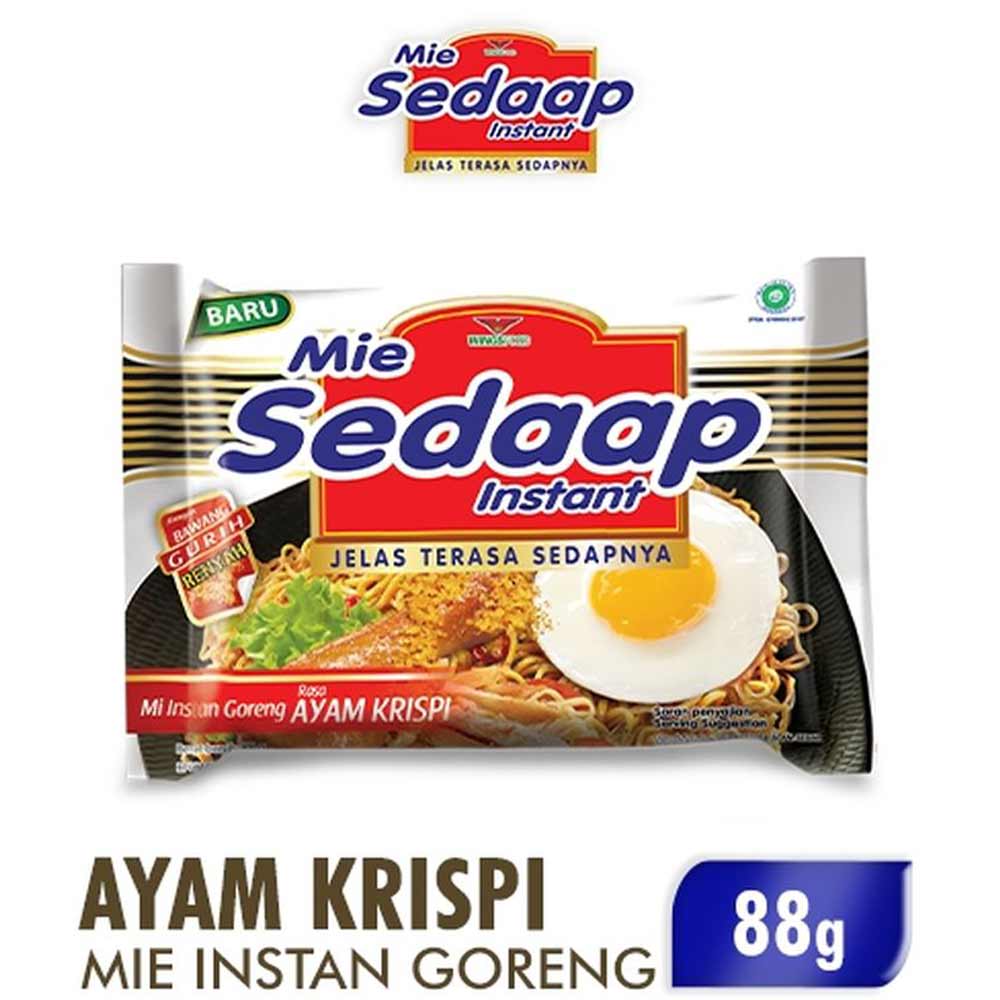 Mie
Sedaap
Instant
JELAS TERASA SEDAPNYA
BARU
WINGSFOOD
Mie
Sedaap
Instant
JELAS TERASA SEDAPNYA
BAWANG
GURIH
RENYAH
Rasa
Mi Instan Goreng AYAM KRISPI
Saran penyajian
Serving Suggestion
AYAM KRISPI
MIE INSTAN GORENG
88g